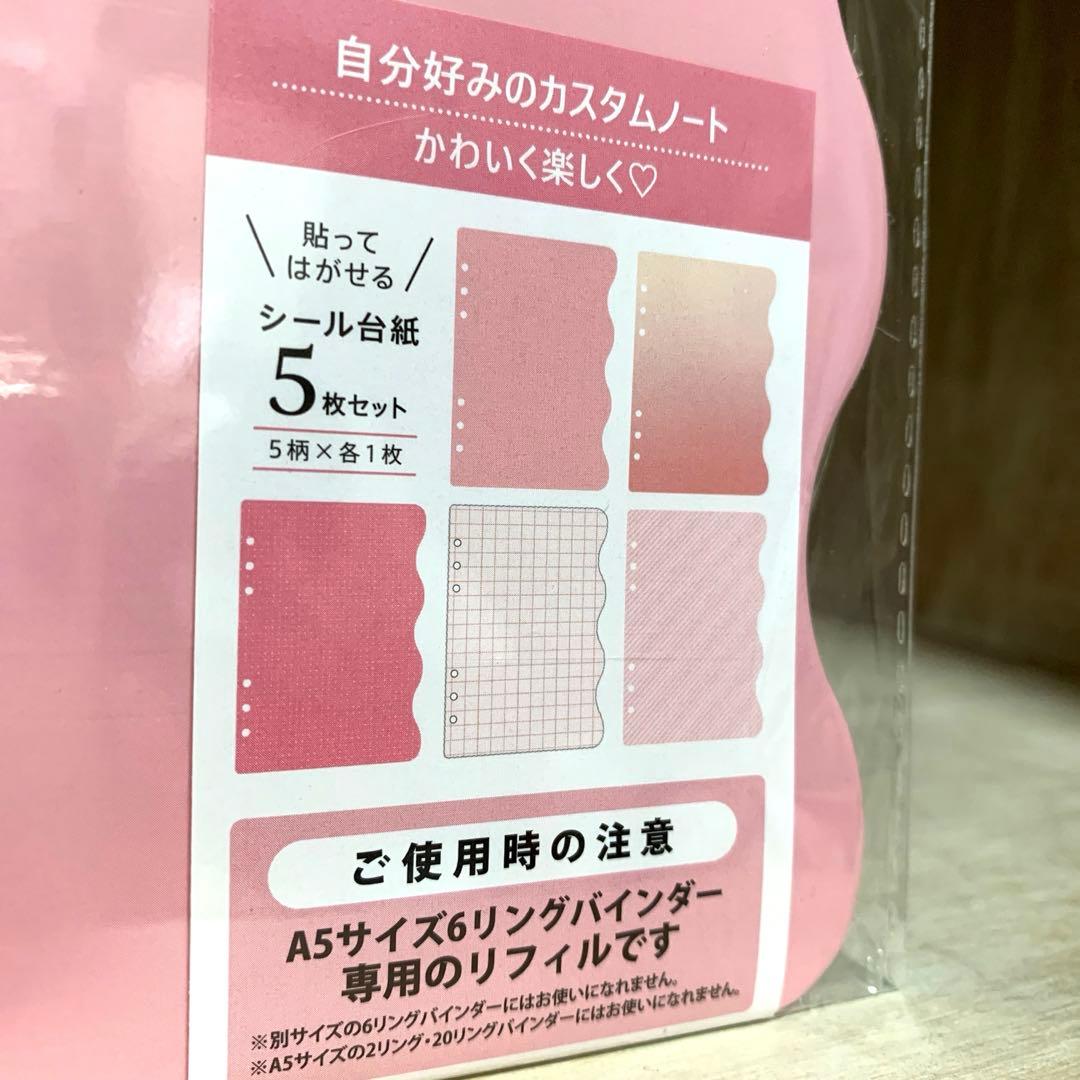 自分好みのカスタムノート
かわいく楽しく♡
貼って
はがせる
シール台紙
5枚セット
5柄×各1枚
ご使用時の注意
A5サイズ6リングバインダー
専用のリフィルです
※別サイズの6リングバインダーにはお使いになれません。
※A5サイズの2リング・20リングバインダーにはお使いになれません。